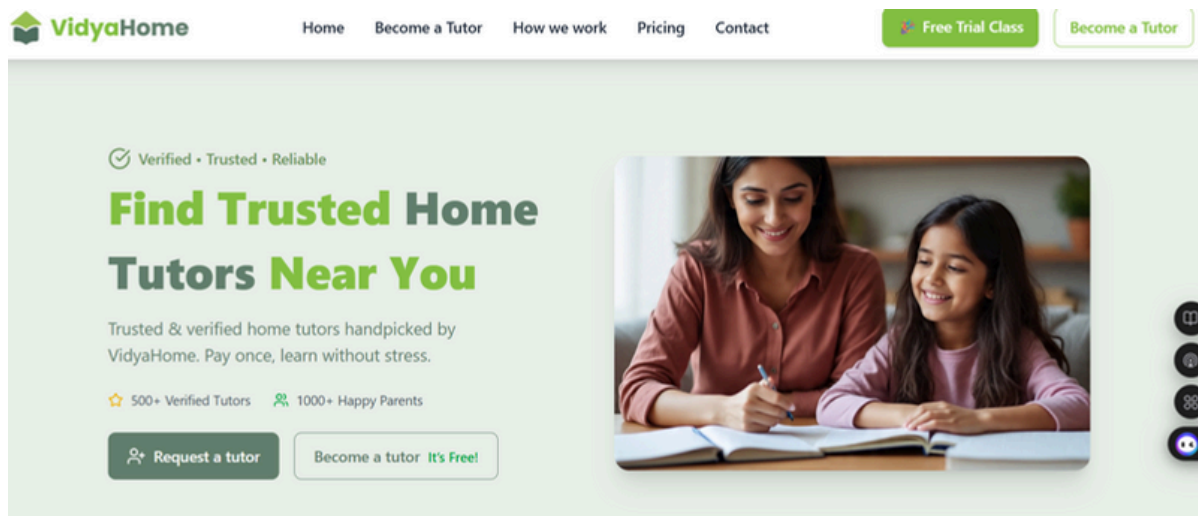 VidyaHome
Home Become a Tutor How we work Pricing Contact
Free Trial Class
Become a Tutor
Verified • Trusted • Reliable
Find Trusted Home
Tutors Near You
Trusted & verified home tutors handpicked by
VidyaHome. Pay once, learn without stress.
500+ Verified Tutors 1000+ Happy Parents
Request a tutor
Become a tutor It's Free!